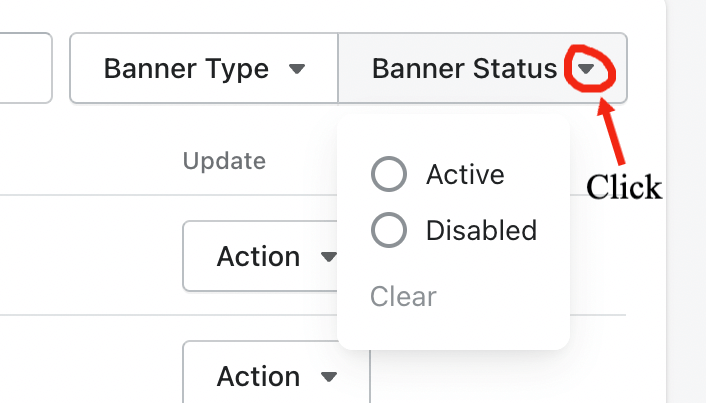 Banner Type
Banner Status
Update
Active
Click
Disabled
Action
Clear
Action